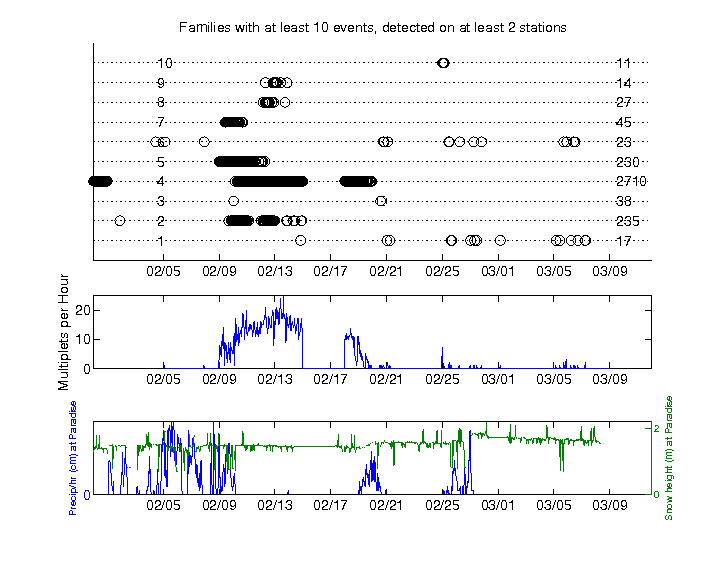 Families with at least 10 events, detected on at least 2 stations
10 11
9 14
8 27
7 45
23
5 230
4 2710
3 38
2 235
1 17
02/05 02/09 02/13 02/17 02/21 02/25 03/01 03/05 03/09
Multiplets per Hour
20
10
0
02/05 02/09 02/13 02/17 02/21 02/25 03/01 03/05 03/09
Precip/hr (cm) at Paradise
0
2
0
Snow height (m) at Paradise
02/05 02/09 02/13 02/17 02/21 02/25 03/01 03/05 03/09